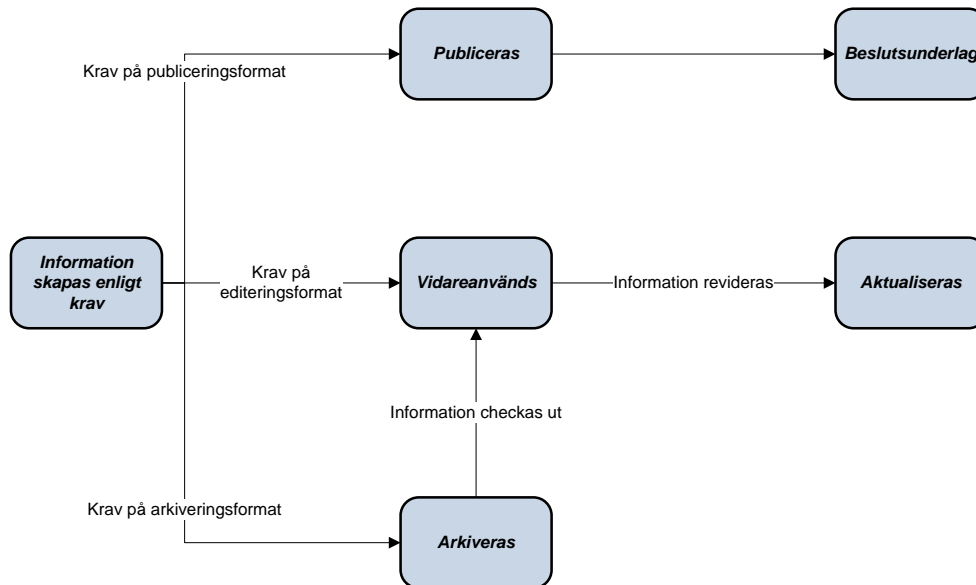 Publiceras
Beslutsunderlag
Krav på publiceringsformat
Information
skapas enligt
krav
Krav på
editeringsformat
Vidareanvänds
Information revideras
Aktualiseras
Information checkas ut
Krav på arkiveringsformat
Arkiveras